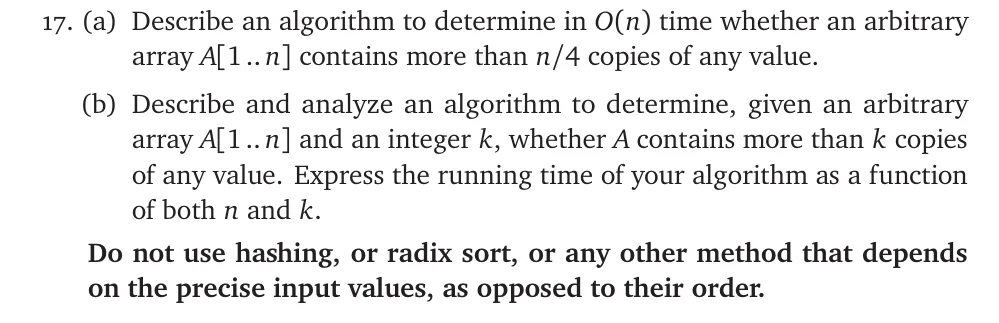 17. (a) Describe an algorithm to determine in O(n) time whether an arbitrary
array A[1 .. n] contains more than n/4 copies of any value.
(b) Describe and analyze an algorithm to determine, given an arbitrary
array A[1 .. n] and an integer k, whether A contains more than k copies
of any value. Express the running time of your algorithm as a function
of both n and k.
Do not use hashing, or radix sort, or any other method that depends
on the precise input values, as opposed to their order.